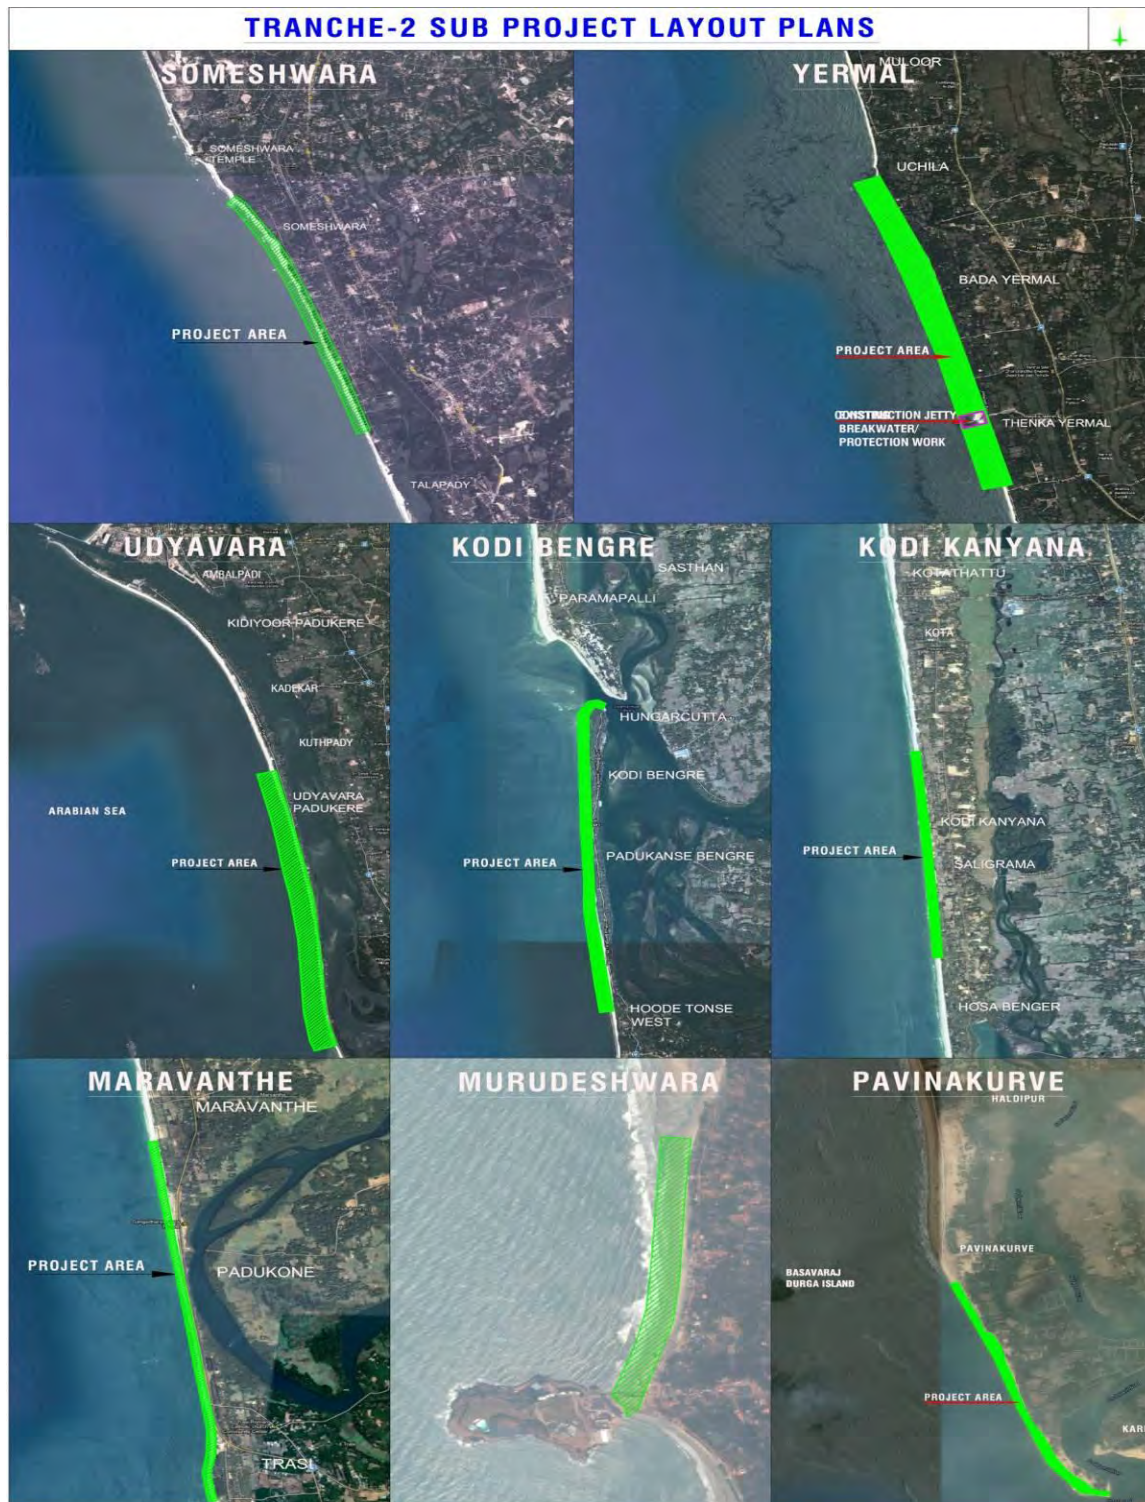 TRANCHE-2 SUB PROJECT LAYOUT PLANS
SOMESHWARA
SOMESHWARA
TEMPLE
SOMESHWARA
PROJECT AREA
TALAPADY
YERMAL
MULOOR
UCHILA
BADA YERMAL
PROJECT AREA
CONSTRUCTION JETTY
BREAKWATER/
PROTECTION WORK
THENKA YERMAL
UDYAVARA
AMBALPADI
KIDIYOOR PADUKERE
KADEKAR
KUTHPADY
UDYAVARA
PADUKERE
ARABIAN SEA
PROJECT AREA
KODI BENGRE
SASTHAN
PARAMAPALLI
HUNGARCUTTA
KODI BENGRE
PADUKANSE BENGRE
PROJECT AREA
HOODE TONSE
WEST
KODI KANYANA
KOTATHATTU
KOTA
KODI KANYANA
PROJECT AREA
SALIGRAMA
HOSA BENGER
MARAVANTHE
MARAVANTHE
PROJECT AREA
PADUKONE
TRASI
MURUDESHWARA
PAVINAKURVE
HALDIPUR
PAVINAKURVE
BASAVARAJ
DURGA ISLAND
PROJECT AREA